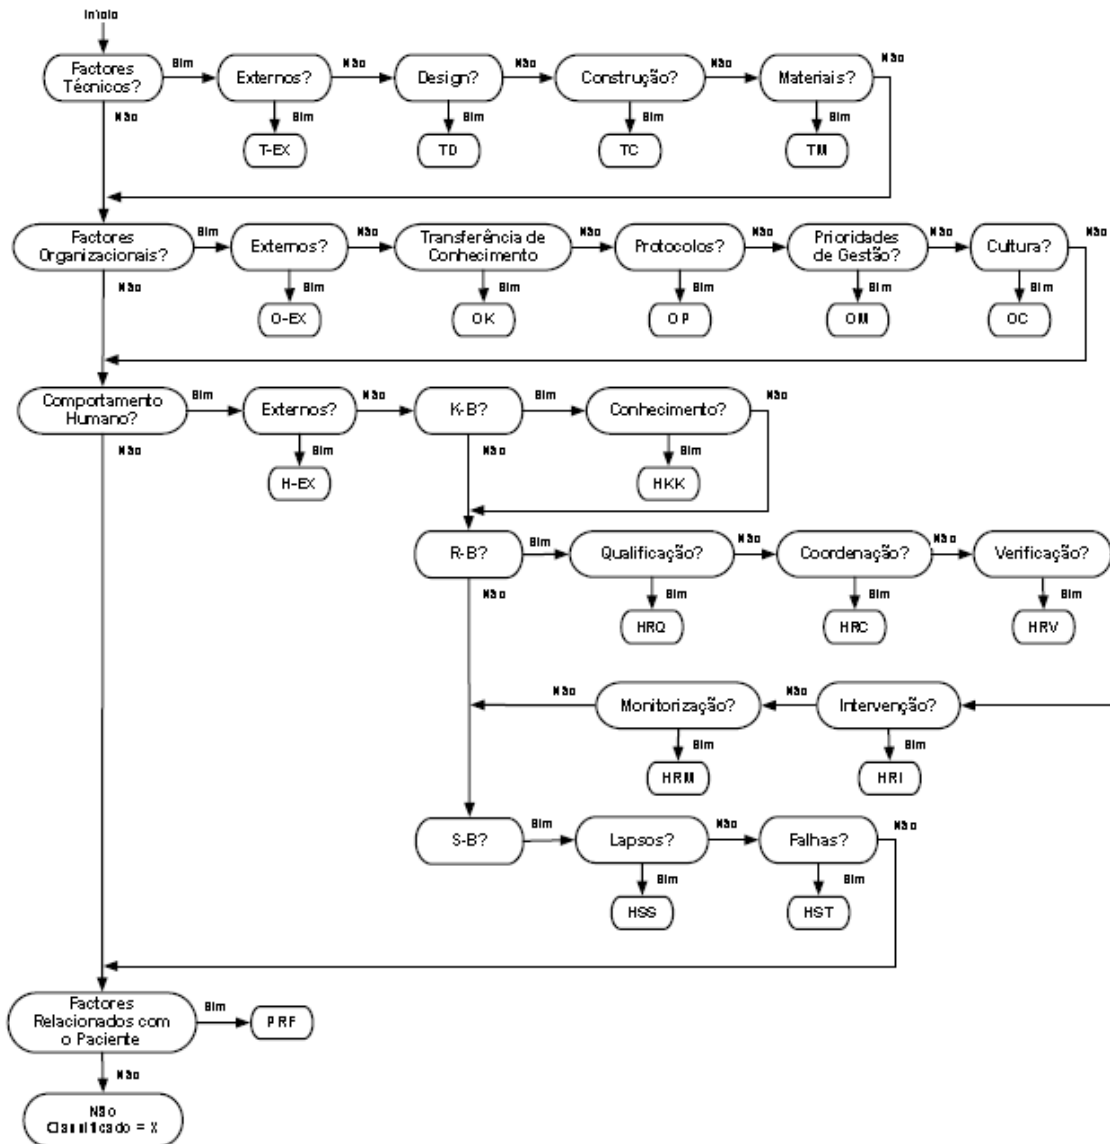 Início
Factores
Técnicos?
Sim
Externos?
Não
Design?
Não
Construção?
Não
Materiais?
Não
Não
Sim
T-EX
Sim
TD
Sim
TC
Sim
TM
Factores
Organizacionais?
Sim
Externos?
Não
Transferência de
Conhecimento
Não
Protocolos?
Não
Prioridades
de Gestão?
Não
Cultura?
Não
Não
Sim
O-EX
Sim
OK
Sim
OP
Sim
OM
Sim
OC
Comportamento
Humano?
Sim
Externos?
Não
K-B?
Sim
Conhecimento?
Não
Não
Sim
H-EX
Não
Sim
HKK
R-B?
Sim
Qualificação?
Não
Coordenação?
Não
Verificação?
Não
Sim
HRQ
Sim
HRC
Sim
HRV
Não
Monitorização?
Não
Intervenção?
Sim
HRM
Sim
HRI
S-B?
Sim
Lapsos?
Não
Falhas?
Não
Sim
HSS
Sim
HST
Factores
Relacionados com
o Paciente
Sim
PRF
Não
Não
Classificado = X